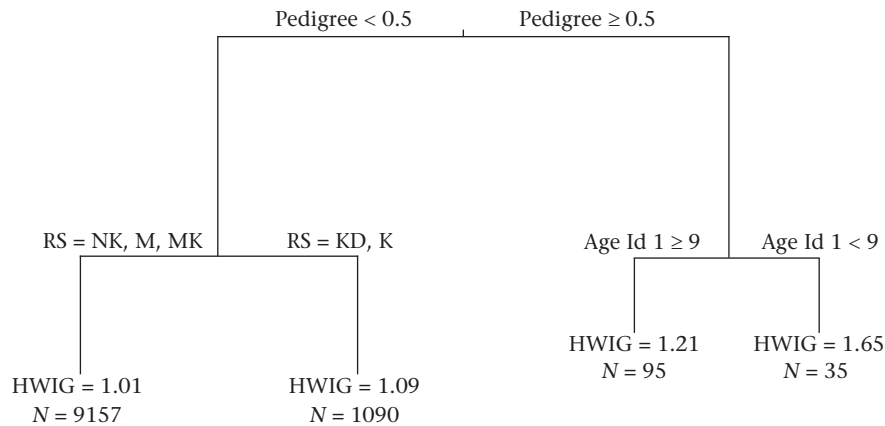 Pedigree < 0.5
Pedigree ≥ 0.5
RS = NK, M, MK
RS = KD, K
Age Id 1 ≥ 9
Age Id 1 < 9
HWIG = 1.21
N = 95
HWIG = 1.65
N = 35
HWIG = 1.01
N = 9157
HWIG = 1.09
N = 1090